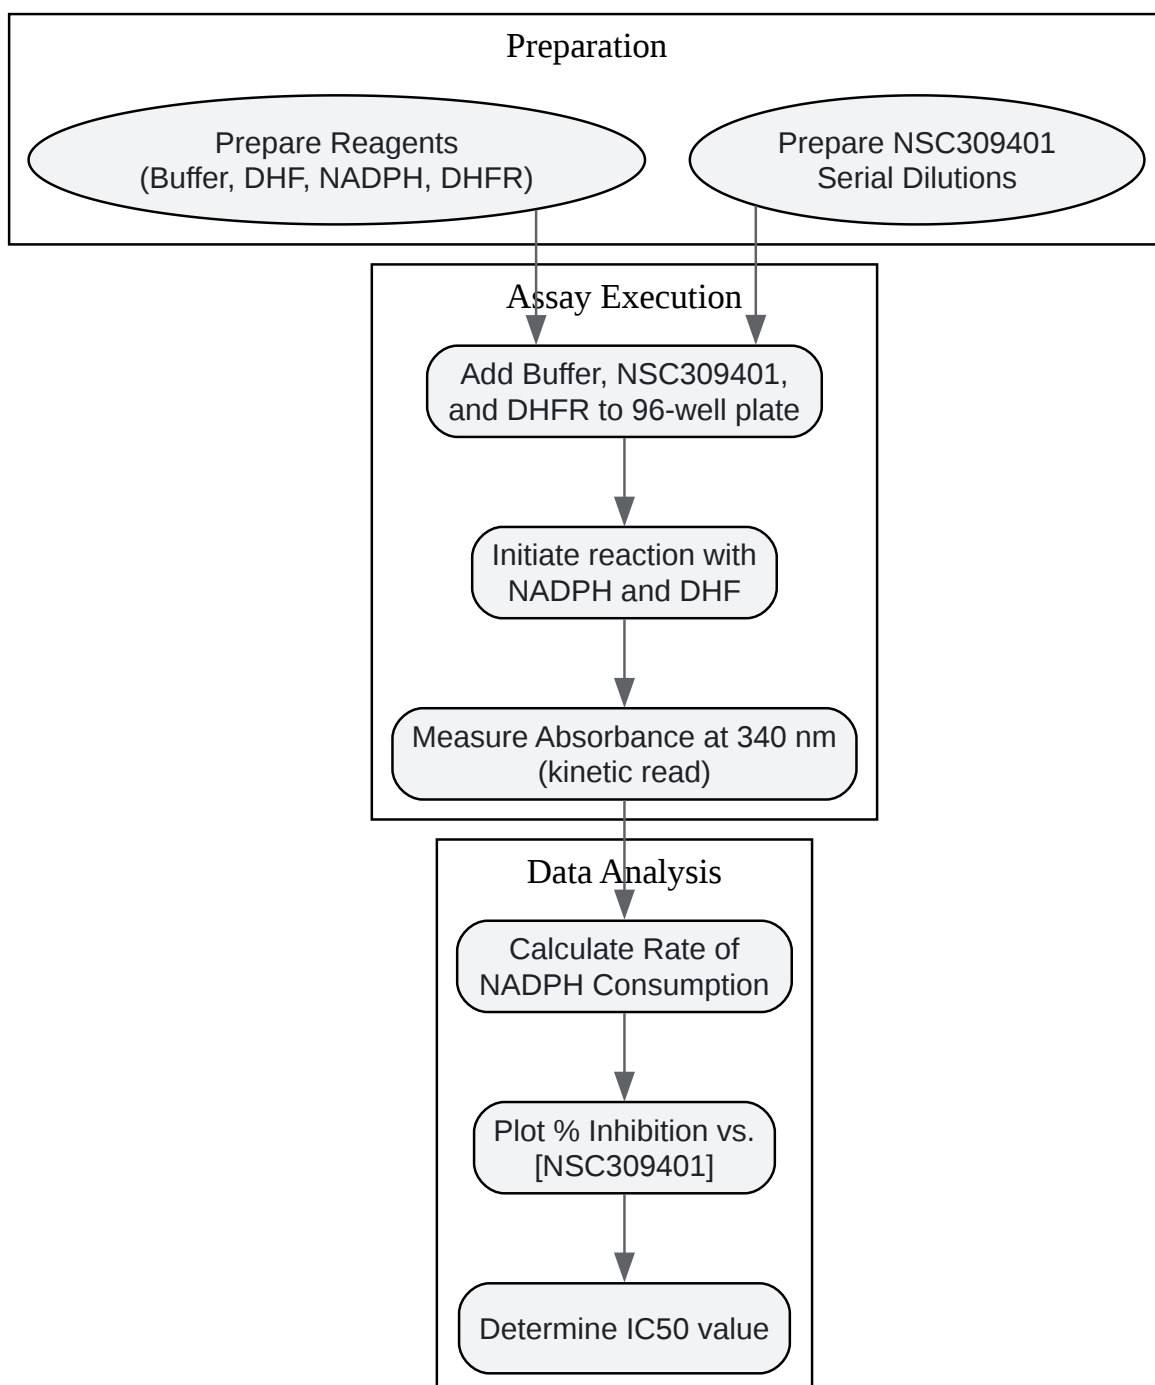 Preparation
Prepare Reagents
(Buffer, DHF, NADPH, DHFR)
Prepare NSC309401
Serial Dilutions
Assay Execution
Add Buffer, NSC309401,
and DHFR to 96-well plate
Initiate reaction with
NADPH and DHF
Measure Absorbance at 340 nm
(kinetic read)
Data Analysis
Calculate Rate of
NADPH Consumption
Plot % Inhibition vs.
[NSC309401]
Determine IC50 value